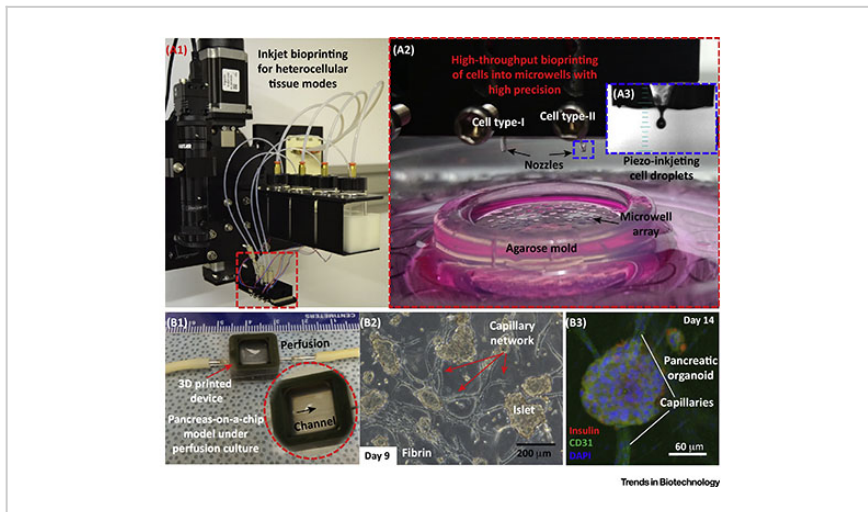 (A1)
Inkjet bioprinting
for heterocellular
tissue modes
(A2)
High-throughput bioprinting
of cells into microwells with
high precision
Cell type-I
Cell type-II
(A3)
Nozzles
Piezo-inkjeting
cell droplets
Microwell
array
Agarose mold
(B1)
CENTIMETERS
Perfusion
3D printed
device
Pancreas-on-a-chip
model under
perfusion culture
Channel
(B2)
Capillary
network
Islet
Day 9
Fibrin
200 μm
(B3)
Day 14
Pancreatic
organoid
Capillaries
Insulin
CD31
DAPI
60 μm
Trends in Biotechnology